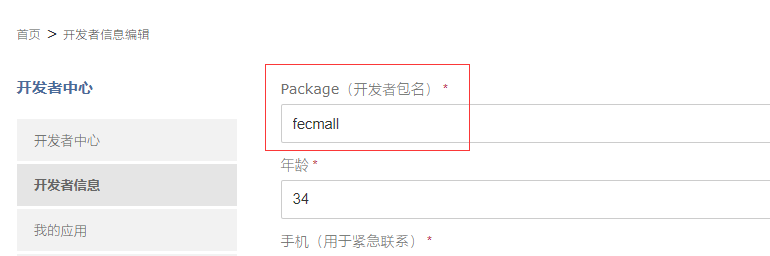 首页 > 开发者信息编辑
开发者中心
开发者中心
开发者信息
我的应用
Package（开发者包名） *
fecmall
年龄 *
34
手机（用于紧急联系） *